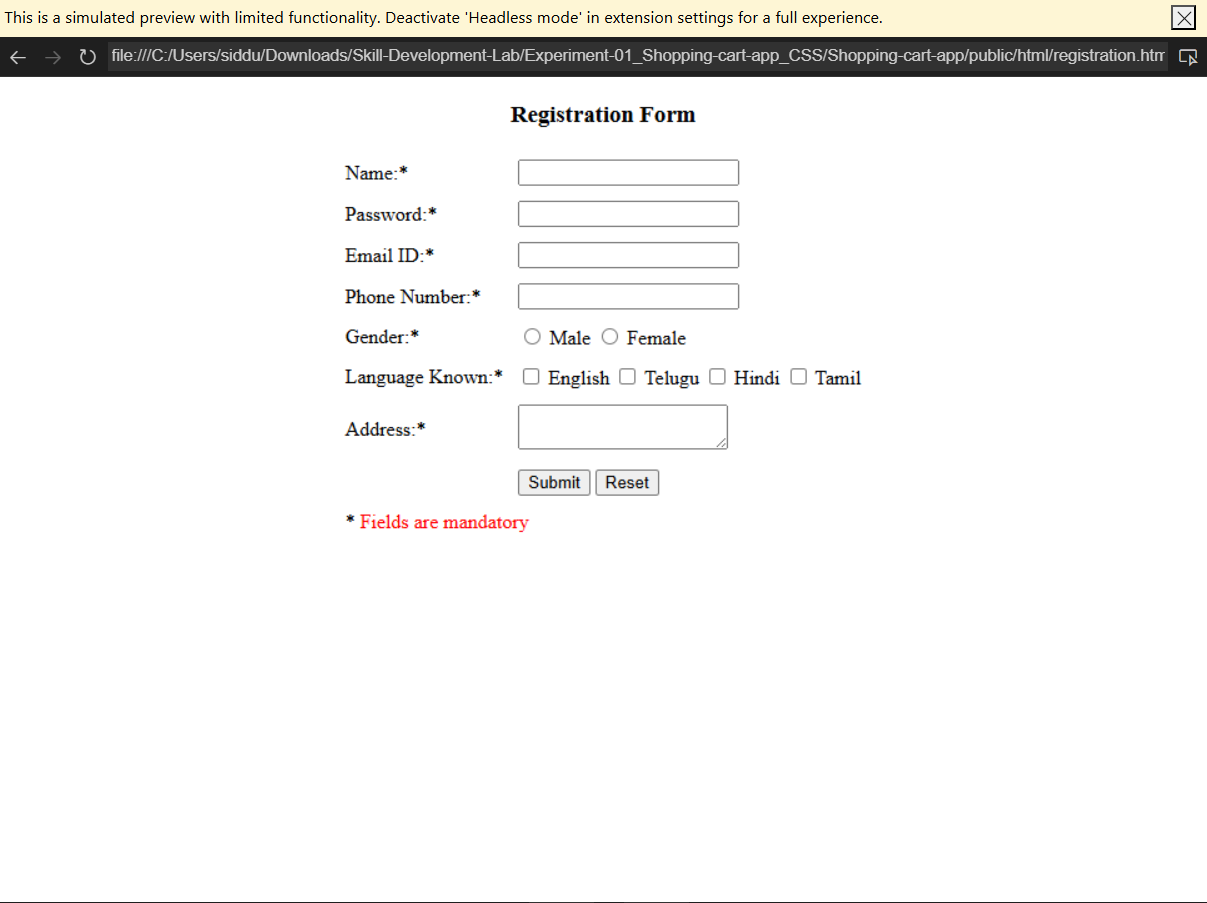 This is a simulated preview with limited functionality. Deactivate 'Headless mode' in extension settings for a full experience.
file:///C:/Users/siddu/Downloads/Skill-Development-Lab/Experiment-01_Shopping-cart-app_CSS/Shopping-cart-app/public/html/registration.htm
Registration Form
Name:*
Password:*
Email ID:*
Phone Number:*
Gender:* Male Female
Language Known:* English Telugu Hindi Tamil
Address:*
Submit Reset
* Fields are mandatory